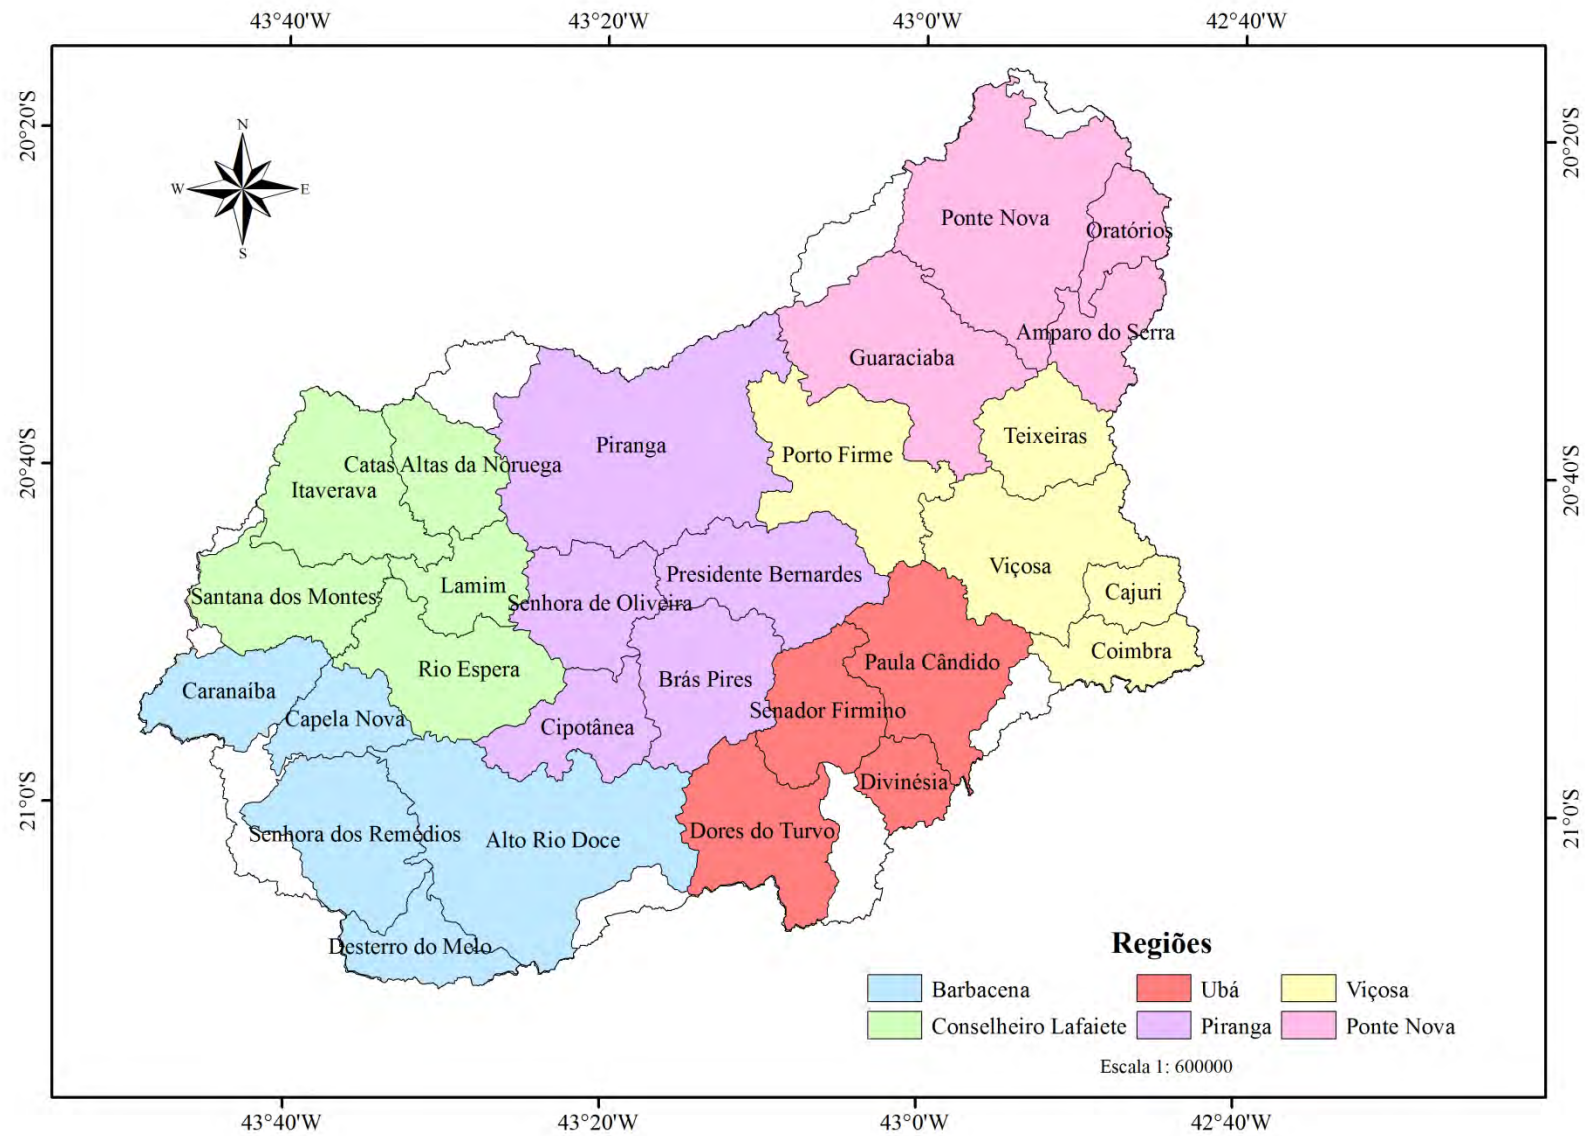 43°40'W 43°20'W 43°0'W 42°40'W
20°20'S
20°20'S
N
W E
S
Ponte Nova
Oratórios
Amparo do Serra
Guaraciaba
Teixeiras
Piranga
Porto Firme
Catas Altas da Noruega
Itaverava
20°40'S
20°40'S
Viçosa
Presidente Bernardes
Lamim
Cajuri
Santana dos Montes
Senhora de Oliveira
Coimbra
Paula Cândido
Rio Espera
Brás Pires
Caranaíba
Senador Firmino
Capela Nova
Cipotânea
Divinésia
21°0'S
21°0'S
Dores do Turvo
Senhora dos Remédios
Alto Rio Doce
Desterro do Melo
Regiões
Barbacena Ubá Viçosa
Conselheiro Lafaiete Piranga Ponte Nova
Escala 1: 600000
43°40'W 43°20'W 43°0'W 42°40'W